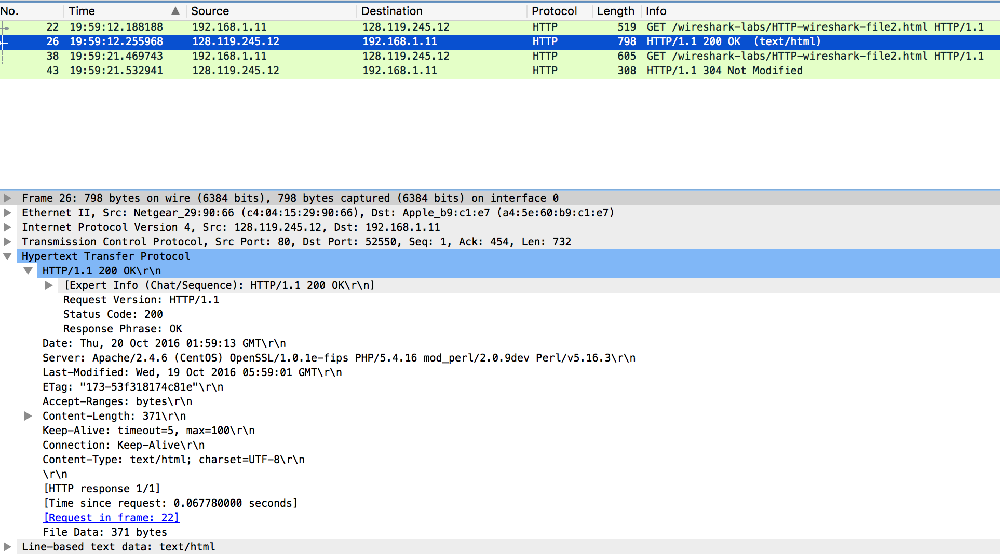 No. Time Source Destination Protocol Length Info
22 19:59:12.188188 192.168.1.11 128.119.245.12 HTTP 519 GET /wireshark-labs/HTTP-wireshark-file2.html HTTP/1.1
26 19:59:12.255968 128.119.245.12 192.168.1.11 HTTP 798 HTTP/1.1 200 OK (text/html)
38 19:59:21.469743 192.168.1.11 128.119.245.12 HTTP 605 GET /wireshark-labs/HTTP-wireshark-file2.html HTTP/1.1
43 19:59:21.532941 128.119.245.12 192.168.1.11 HTTP 308 HTTP/1.1 304 Not Modified
Frame 26: 798 bytes on wire (6384 bits), 798 bytes captured (6384 bits) on interface 0
Ethernet II, Src: Netgear_29:90:66 (c4:04:15:29:90:66), Dst: Apple_b9:c1:e7 (a4:5e:60:b9:c1:e7)
Internet Protocol Version 4, Src: 128.119.245.12, Dst: 192.168.1.11
Transmission Control Protocol, Src Port: 80, Dst Port: 52550, Seq: 1, Ack: 454, Len: 732
Hypertext Transfer Protocol
HTTP/1.1 200 OK\r\n
[Expert Info (Chat/Sequence): HTTP/1.1 200 OK\r\n]
Request Version: HTTP/1.1
Status Code: 200
Response Phrase: OK
Date: Thu, 20 Oct 2016 01:59:13 GMT\r\n
Server: Apache/2.4.6 (CentOS) OpenSSL/1.0.1e-fips PHP/5.4.16 mod_perl/2.0.9dev Perl/v5.16.3\r\n
Last-Modified: Wed, 19 Oct 2016 05:59:01 GMT\r\n
ETag: "173-53f318174c81e"\r\n
Accept-Ranges: bytes\r\n
Content-Length: 371\r\n
Keep-Alive: timeout=5, max=100\r\n
Connection: Keep-Alive\r\n
Content-Type: text/html; charset=UTF-8\r\n
\r\n
[HTTP response 1/1]
[Time since request: 0.067780000 seconds]
[Request in frame: 22]
File Data: 371 bytes
Line-based text data: text/html